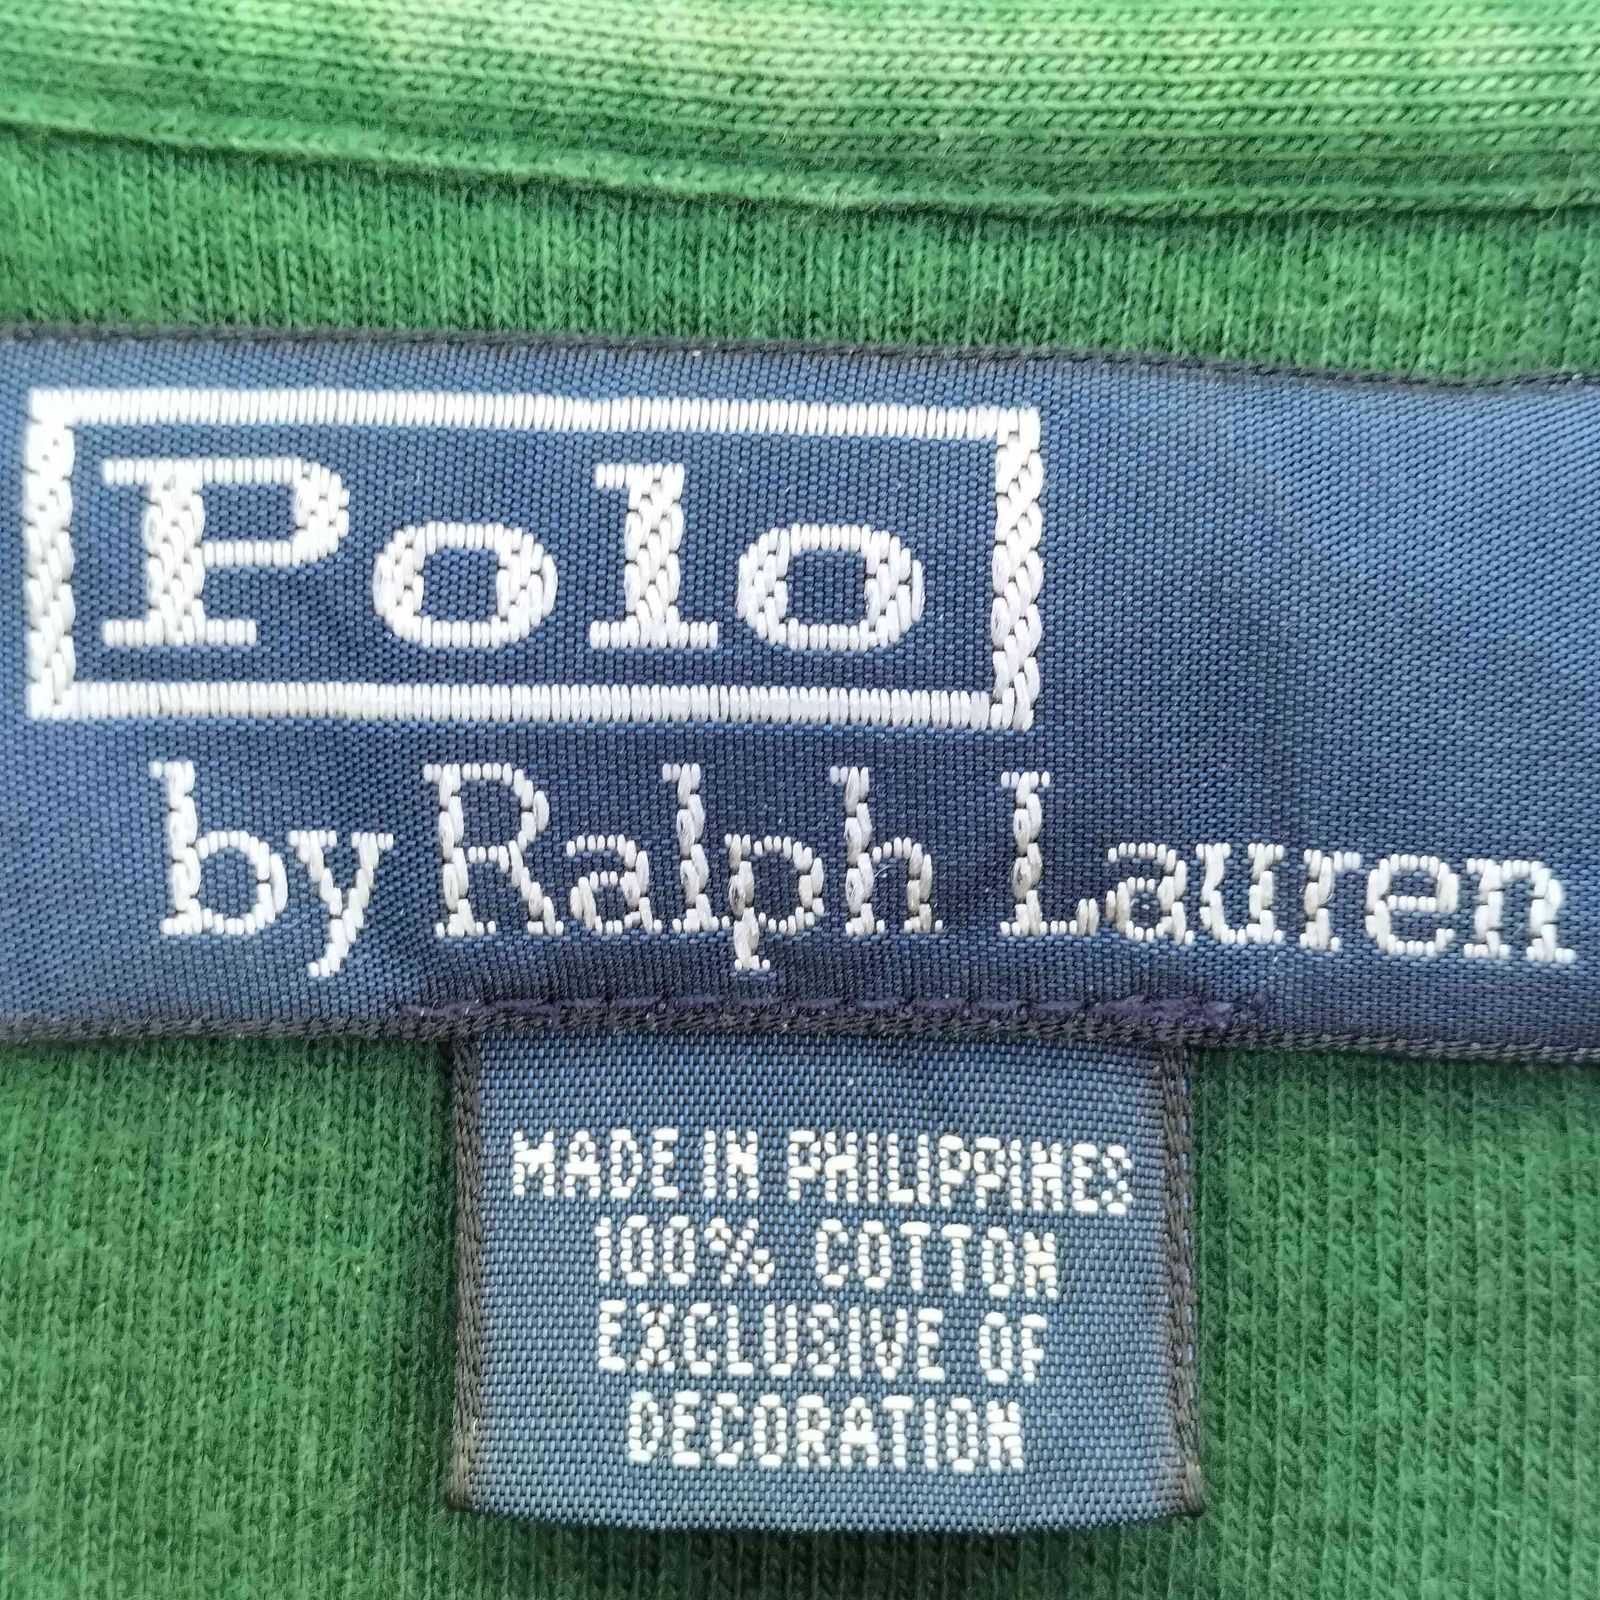 Polo
by Ralph Lauren
MADE IN PHILIPPINES
100% COTTON
EXCLUSIVE OF
DECORATION